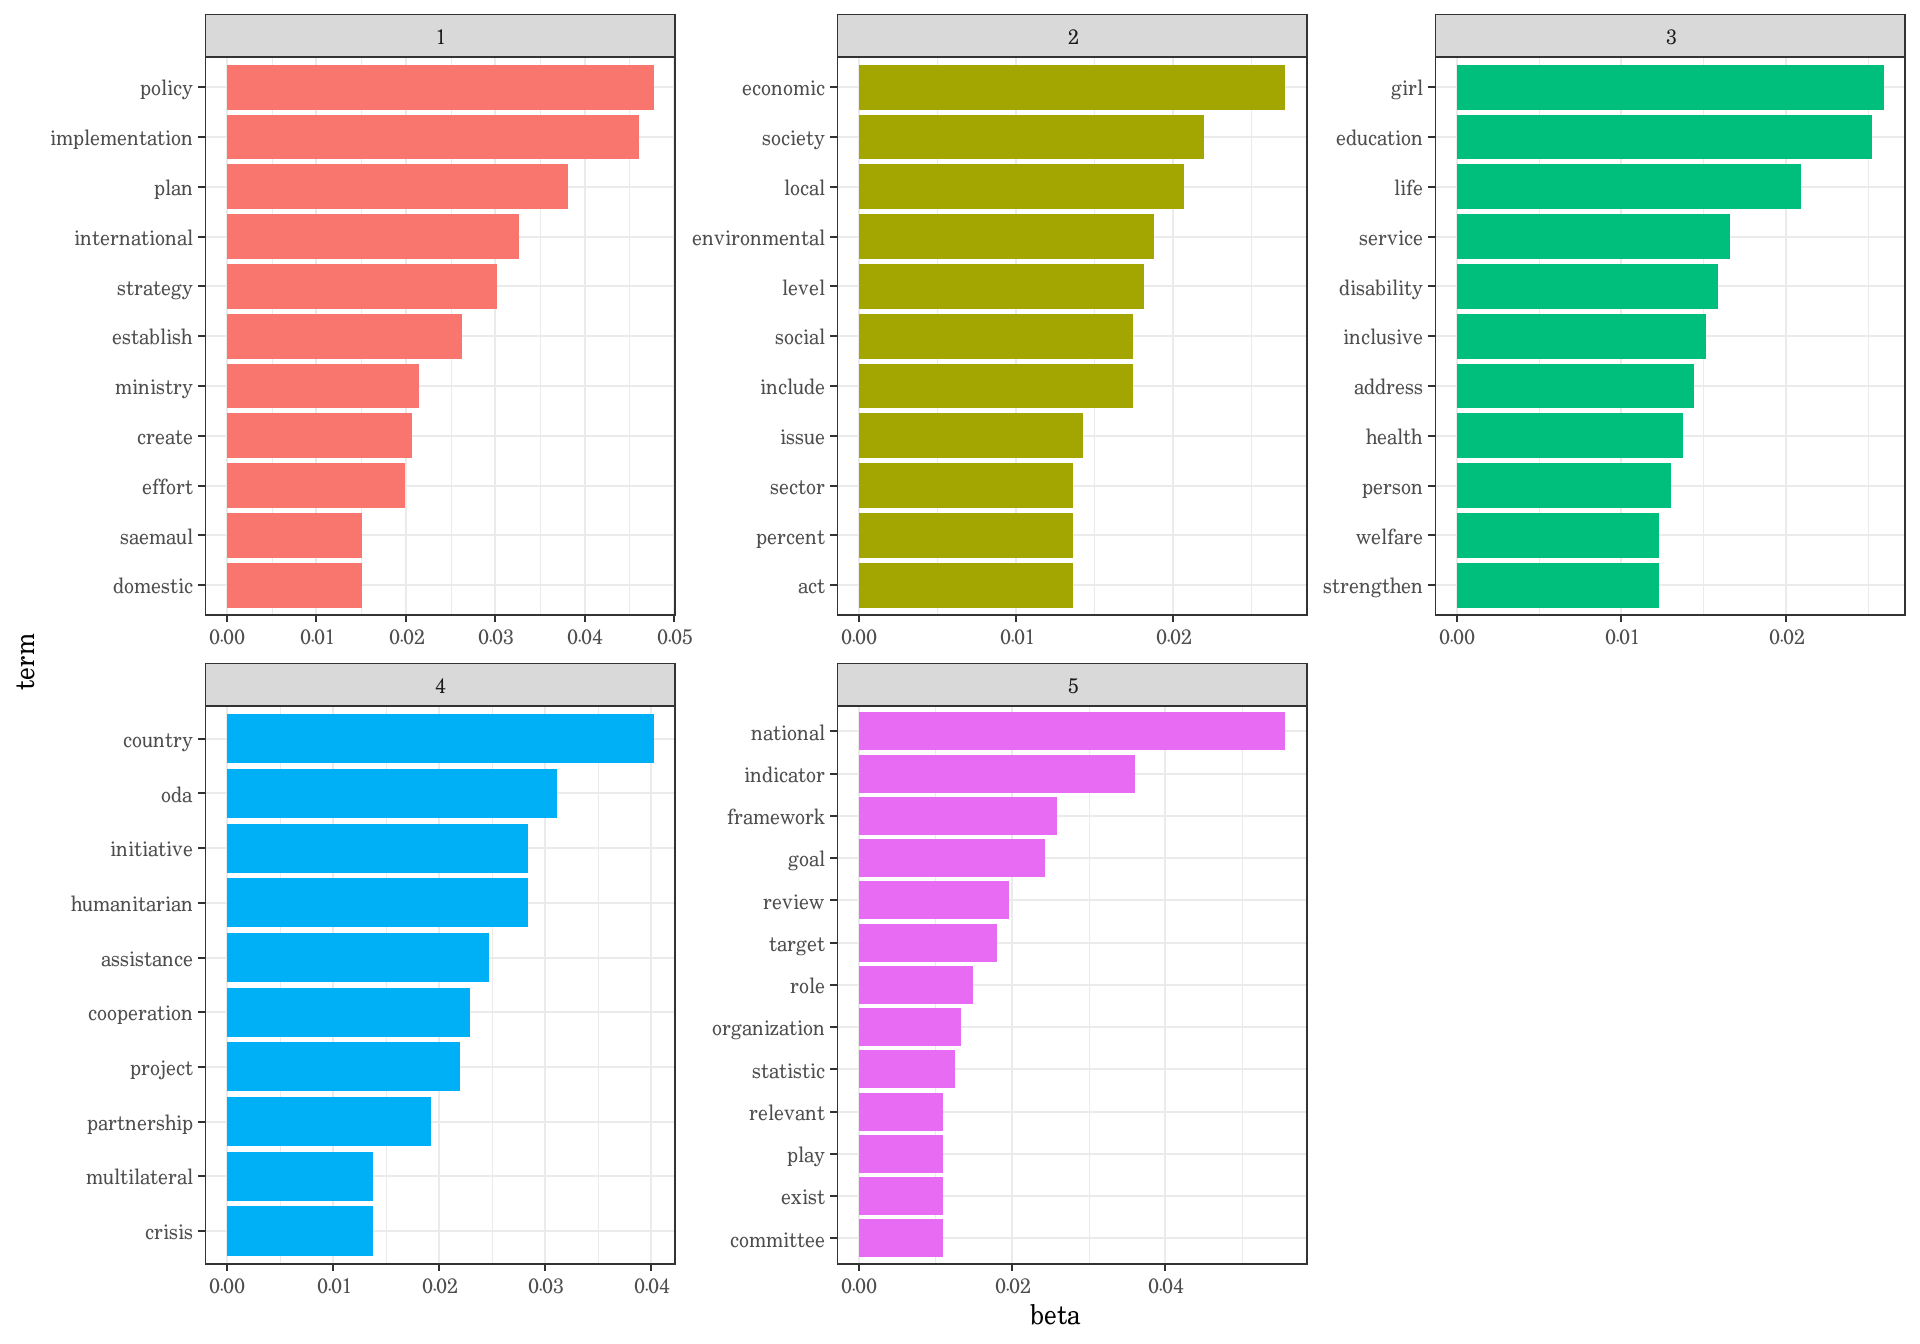 term
1
policy
implementation
plan
international
strategy
establish
ministry
create
effort
saemaul
domestic
0.00 0.01 0.02 0.03 0.04 0.05
2
economic
society
local
environmental
level
social
include
issue
sector
percent
act
0.00 0.01 0.02
3
girl
education
life
service
disability
inclusive
address
health
person
welfare
strengthen
0.00 0.01 0.02
4
country
oda
initiative
humanitarian
assistance
cooperation
project
partnership
multilateral
crisis
0.00 0.01 0.02 0.03 0.04
5
national
indicator
framework
goal
review
target
role
organization
statistic
relevant
play
exist
committee
0.00 0.02 0.04
beta